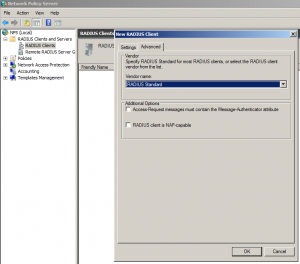 Network Policy Server
File Action View Help
NPS (Local)
RADIUS Clients and Servers
RADIUS Clients
Remote RADIUS Server G
Policies
Network Access Protection
Accounting
Templates Management
RADIUS Clients
RADIUS
Friendly Name
New RADIUS Client
Settings Advanced
Vendor
Specify RADIUS Standard for most RADIUS clients, or select the RADIUS client
vendor from the list.
Vendor name:
RADIUS Standard
Additional Options
Access-Request messages must contain the Message-Authenticator attribute
RADIUS client is NAP-capable
OK Cancel